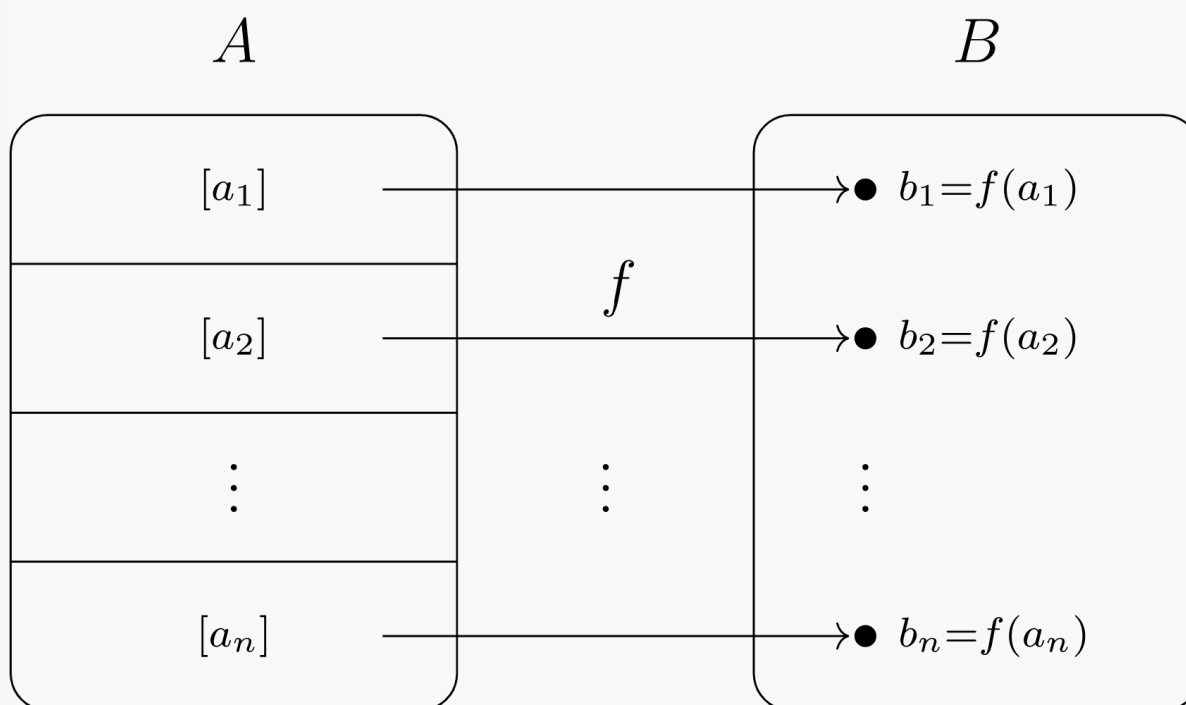 A B
[a₁] b₁=f(a₁)
f
[a₂] b₂=f(a₂)
⋮ ⋮ ⋮
[aₙ] bₙ=f(aₙ)